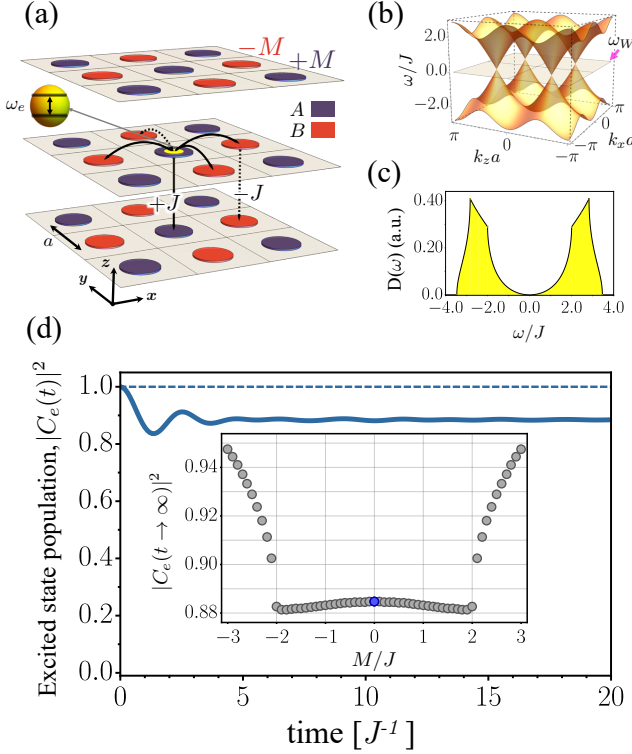 (a)
−M
+M
ω_e
A
B
+J
−J
a
z
y
x
(b)
ω/J
2.0
0.0
−2.0
ω_W
π
0
−π
k_z a
π
0
−π
k_x a
(c)
D(ω) (a.u.)
0.40
0.20
0.0
−4.0 −2.0 0.0 2.0 4.0
ω/J
(d)
Excited state population, |C_e(t)|²
1.0
0.8
0.6
0.4
0.2
0.0
0 5 10 15 20
time [J⁻¹]
|C_e(t → ∞)|²
0.94
0.92
0.90
0.88
−3 −2 −1 0 1 2 3
M/J